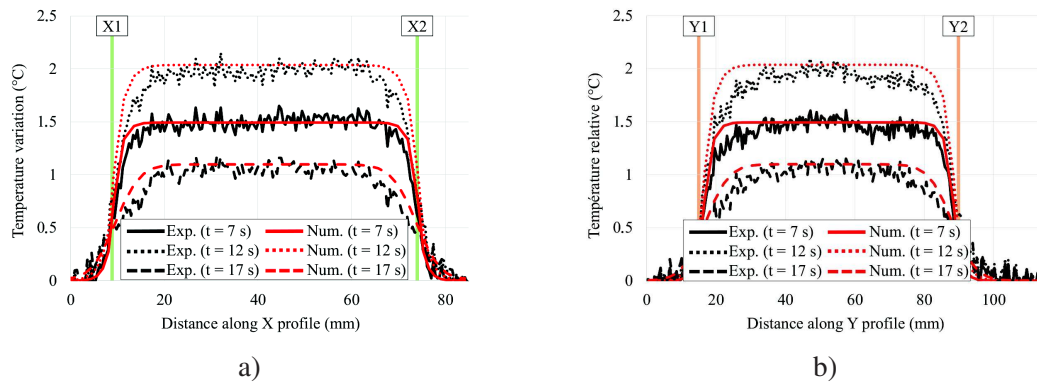 X1
X2
2.5
2
1.5
1
0.5
0
Temperature variation (°C)
Exp. (t = 7 s)
Num. (t = 7 s)
Exp. (t = 12 s)
Num. (t = 12 s)
Exp. (t = 17 s)
Num. (t = 17 s)
0
20
40
60
80
Distance along X profile (mm)
a)
Y1
Y2
2.5
2
1.5
1
0.5
0
Tempèrature relative (°C)
Exp. (t = 7 s)
Num. (t = 7 s)
Exp. (t = 12 s)
Num. (t = 12 s)
Exp. (t = 17 s)
Num. (t = 17 s)
0
20
40
60
80
100
Distance along Y profile (mm)
b)